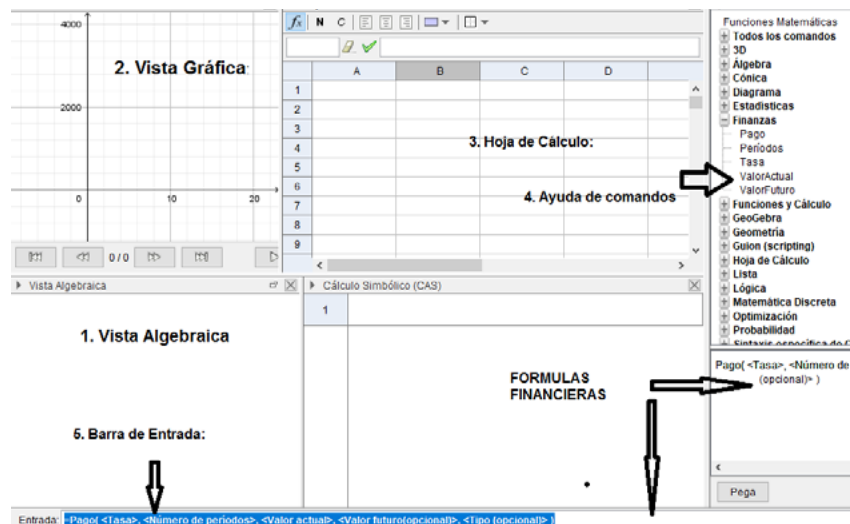 4000
2. Vista Gráfica:
2000
0
10
20
0 / 0
fx N C
A B C D
1
2
3
4
5
6
7
8
9
3. Hoja de Cálculo:
4. Ayuda de comandos
Funciones Matemáticas
Todos los comandos
3D
Álgebra
Cónica
Diagrama
Estadísticas
Finanzas
Pago
Períodos
Tasa
ValorActual
ValorFuturo
Funciones y Cálculo
GeoGebra
Geometría
Guion (scripting)
Hoja de Cálculo
Lista
Lógica
Matemática Discreta
Optimización
Probabilidad
Vista Algebraica
1. Vista Algebraica
5. Barra de Entrada:
Cálculo Simbólico (CAS)
1
FORMULAS
FINANCIERAS
Pago( <Tasa>, <Número de
(opcional)> )
Pega
Entrada: =Pago( <Tasa>, <Número de períodos>, <Valor actual>, <Valor futuro(opcional)>, <Tipo (opcional)> )